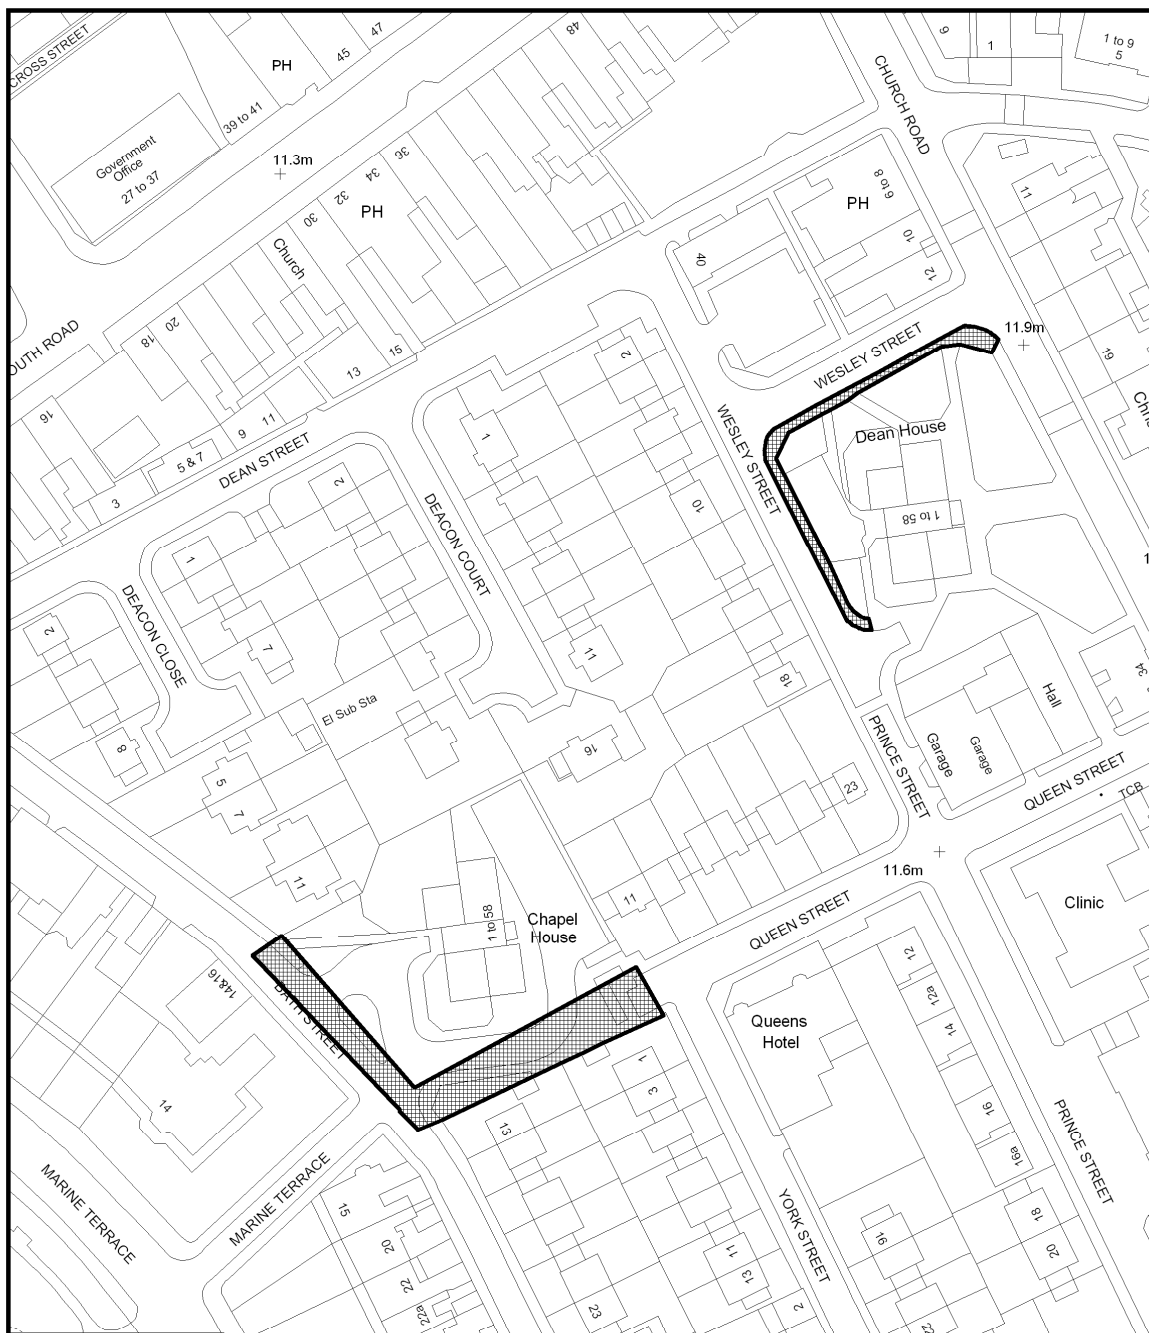 CROSS STREET
PH
45
47
48
CHURCH ROAD
9
1
1 to 9
5
39 to 41
Government
Office
27 to 37
11.3m
36
34
32
30
PH
Church
PH
6 to 8
10
12
11
40
20
18
OUTH ROAD
16
15
13
11
9
5 & 7
3
DEAN STREET
2
1
WESLEY STREET
11.9m
19
Dean House
WESLEY STREET
10
1 to 58
2
1
DEACON COURT
DEACON CLOSE
2
7
8
11
18
El Sub Sta
16
PRINCE STREET
Garage
Garage
Hall
34
QUEEN STREET
TCB
5
7
11
23
11.6m
11
QUEEN STREET
Clinic
1 to 58
Chapel
House
14&16
BATH STREET
14
MARINE TERRACE
MARINE TERRACE
12
12a
14
16
16a
Queens
Hotel
1
3
13
PRINCE STREET
15
20
22
22a
23
11
13
2
YORK STREET
16
18
20
22